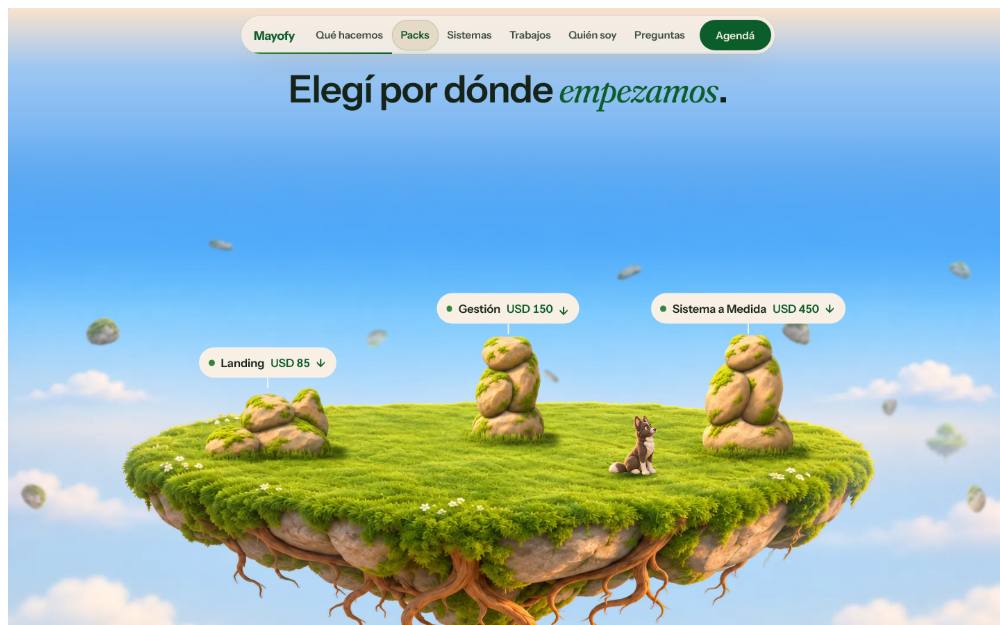 Mayofy Qué hacemos Packs Sistemas Trabajos Quién soy Preguntas Agendá
Elegí por dónde empezamos.
Gestión USD 150
Sistema a Medida USD 450
Landing USD 85